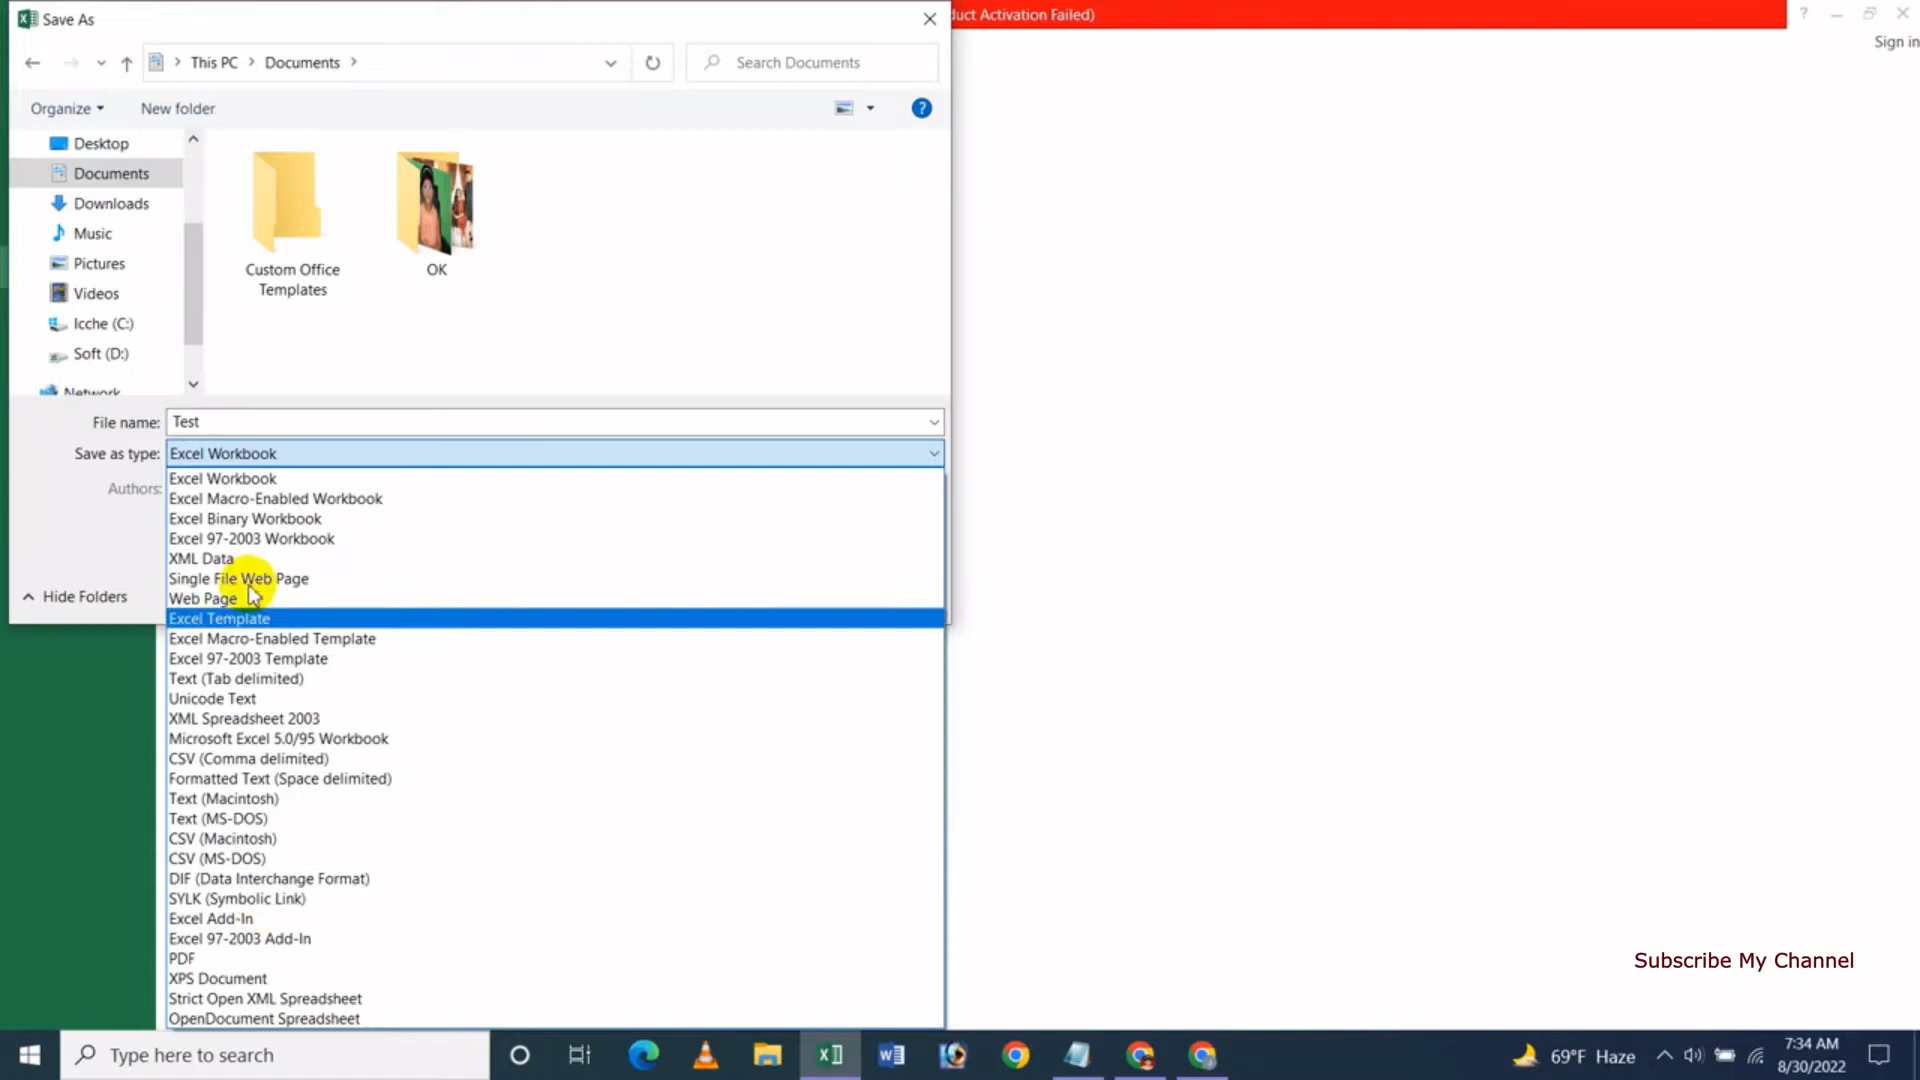 Save As
duct Activation Failed)
Sign in
This PC
Documents
Search Documents
Organize
New folder
Desktop
Documents
Downloads
Music
Pictures
Videos
Icche (C:)
Soft (D:)
Network
Custom Office Templates
OK
File name: Test
Save as type: Excel Workbook
Authors:
Excel Workbook
Excel Macro-Enabled Workbook
Excel Binary Workbook
Excel 97-2003 Workbook
XML Data
Single File Web Page
Web Page
Excel Template
Excel Macro-Enabled Template
Excel 97-2003 Template
Text (Tab delimited)
Unicode Text
XML Spreadsheet 2003
Microsoft Excel 5.0/95 Workbook
CSV (Comma delimited)
Formatted Text (Space delimited)
Text (Macintosh)
Text (MS-DOS)
CSV (Macintosh)
CSV (MS-DOS)
DIF (Data Interchange Format)
SYLK (Symbolic Link)
Excel Add-In
Excel 97-2003 Add-In
PDF
XPS Document
Strict Open XML Spreadsheet
OpenDocument Spreadsheet
Hide Folders
Subscribe My Channel
Type here to search
69°F Haze
7:34 AM
8/30/2022